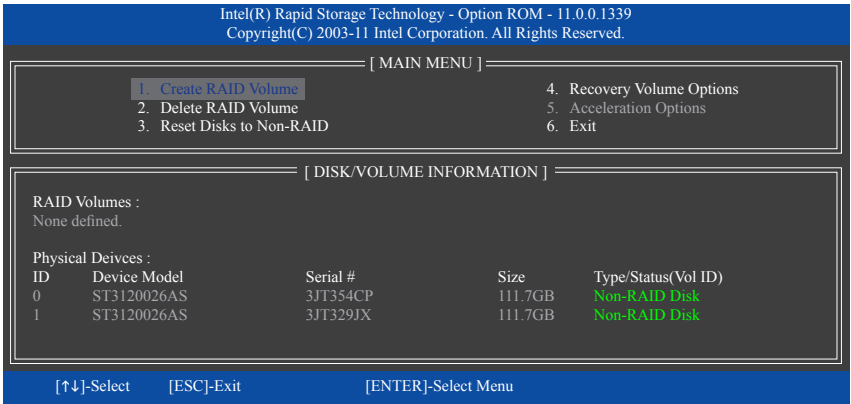 Intel(R) Rapid Storage Technology - Option ROM - 11.0.0.1339
Copyright(C) 2003-11 Intel Corporation. All Rights Reserved.
[ MAIN MENU ]
1. Create RAID Volume
2. Delete RAID Volume
3. Reset Disks to Non-RAID
4. Recovery Volume Options
5. Acceleration Options
6. Exit
[ DISK/VOLUME INFORMATION ]
RAID Volumes :
None defined.
Physical Deivces :
ID Device Model Serial # Size Type/Status(Vol ID)
0 ST3120026AS 3JT354CP 111.7GB Non-RAID Disk
1 ST3120026AS 3JT329JX 111.7GB Non-RAID Disk
[↑↓]-Select [ESC]-Exit [ENTER]-Select Menu